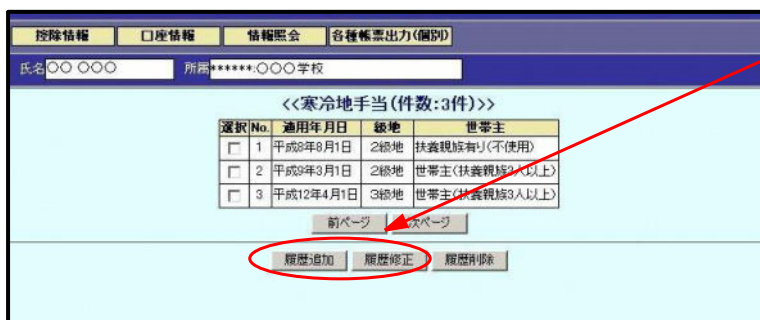 控除情報 口座情報 情報照会 各種帳票出力(個別)
氏名 〇〇 〇〇〇 所属 ******:〇〇〇学校
<<寒冷地手当(件数:3件)>>
選択 No. 適用年月日 級地 世帯主
1 平成8年8月1日 2級地 扶養親族有り(不使用)
2 平成9年3月1日 2級地 世帯主(扶養親族3人以上)
3 平成12年4月1日 3級地 世帯主(扶養親族3人以上)
前ページ 次ページ
履歴追加 履歴修正 履歴削除